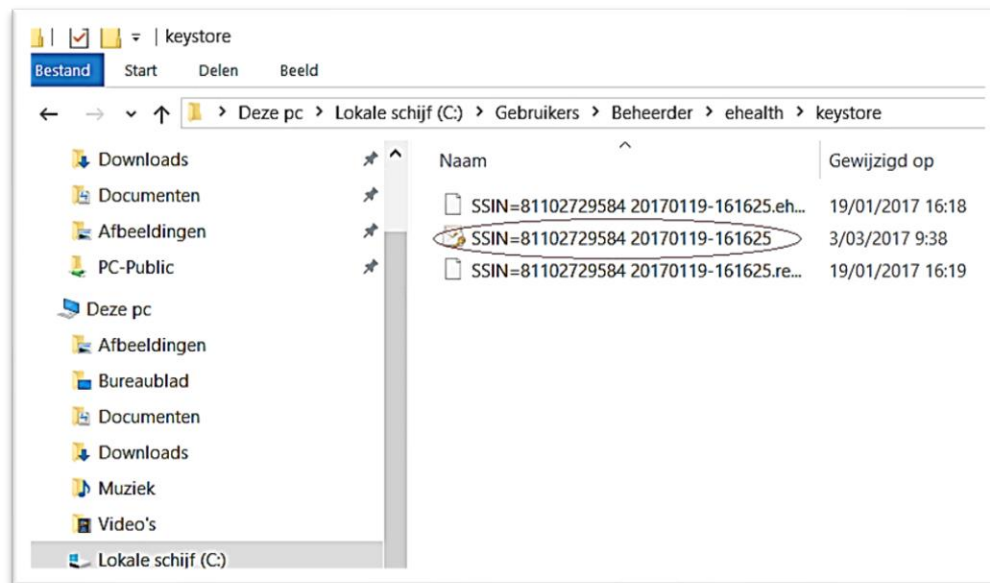 keystore
Bestand Start Delen Beeld
Deze pc > Lokale schijf (C:) > Gebruikers > Beheerder > ehealth > keystore
Downloads
Documenten
Afbeeldingen
PC-Public
Deze pc
Afbeeldingen
Bureaublad
Documenten
Downloads
Muziek
Video's
Lokale schijf (C:)
Naam Gewijzigd op
SSIN=81102729584 20170119-161625.eh... 19/01/2017 16:18
SSIN=81102729584 20170119-161625 3/03/2017 9:38
SSIN=81102729584 20170119-161625.re... 19/01/2017 16:19